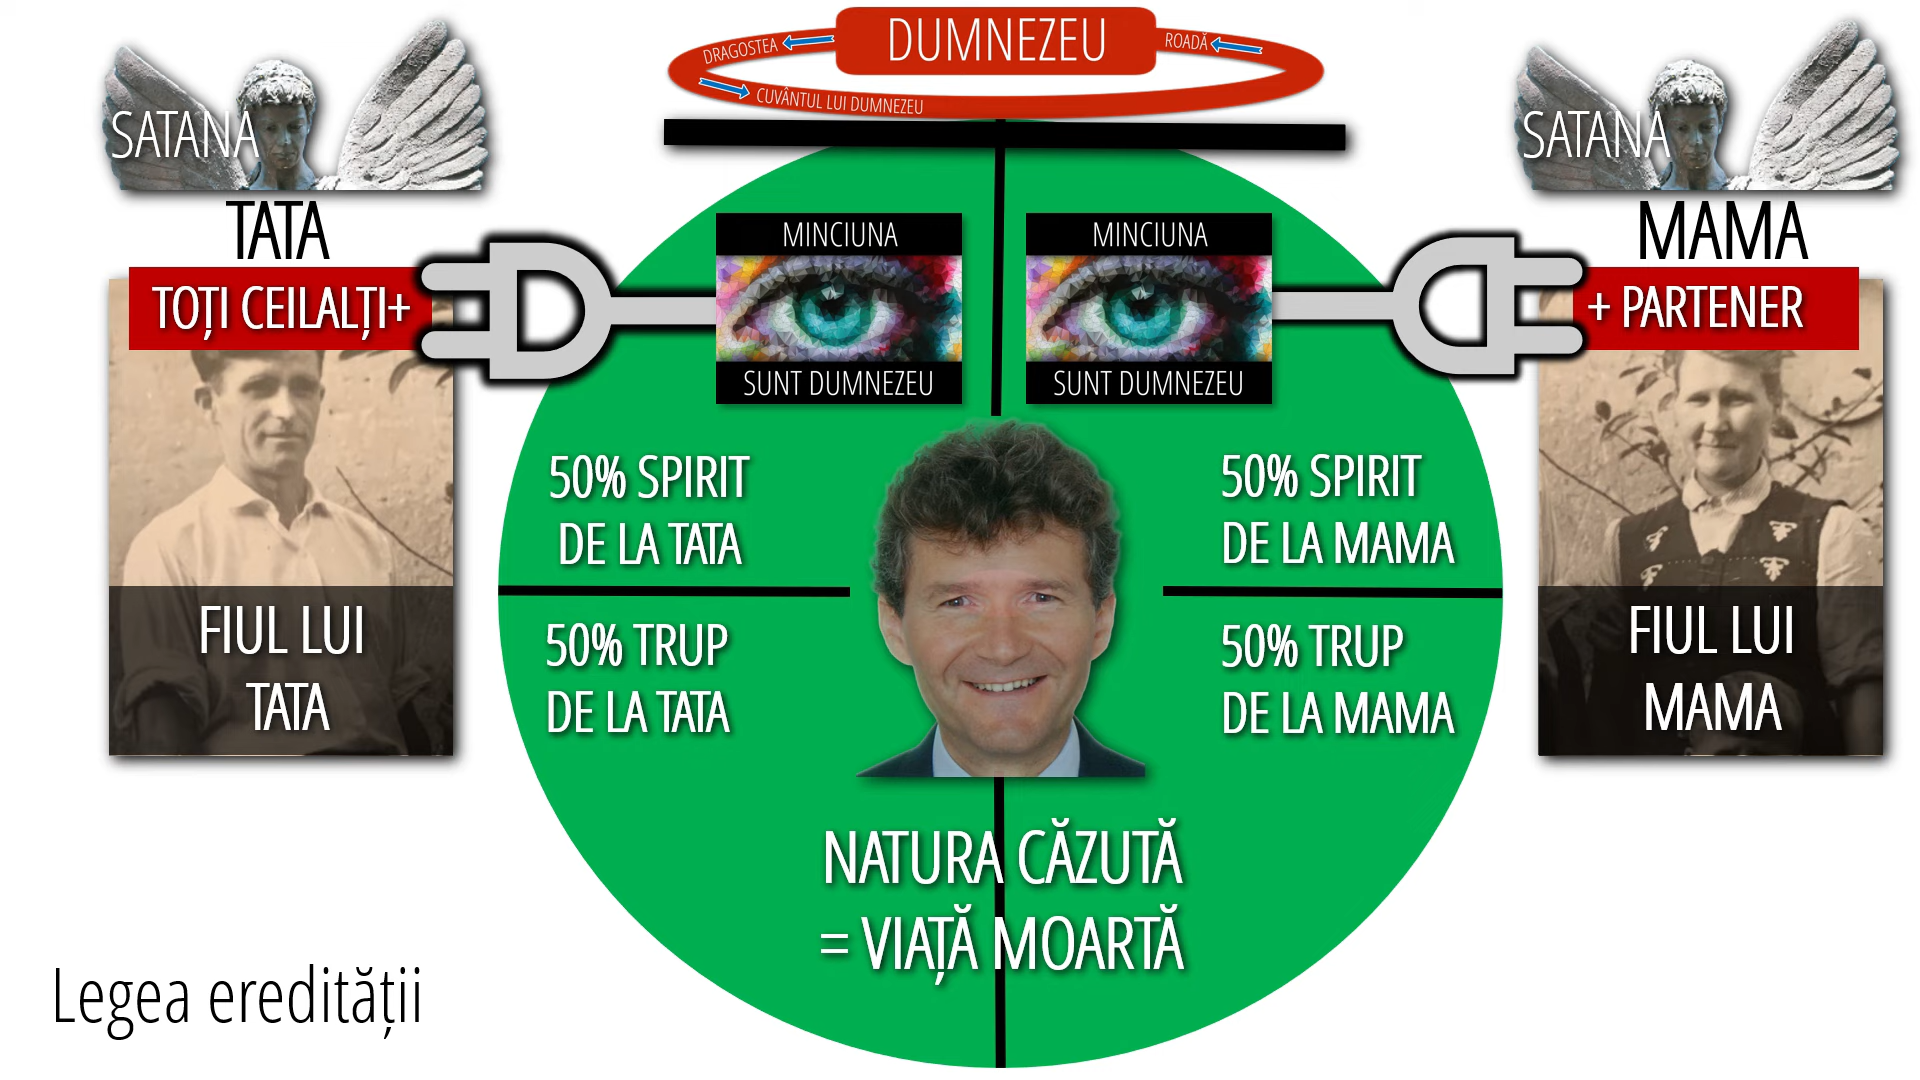 DUMNEZEU
DRAGOSTEA
ROADĂ
CUVÂNTUL LUI DUMNEZEU
SATANA
SATANA
TATA
MAMA
TOȚI CEILALȚI+
MINCIUNA
SUNT DUMNEZEU
MINCIUNA
SUNT DUMNEZEU
+ PARTENER
50% SPIRIT
DE LA TATA
50% SPIRIT
DE LA MAMA
50% TRUP
DE LA TATA
50% TRUP
DE LA MAMA
FIUL LUI
TATA
FIUL LUI
MAMA
NATURA CĂZUTĂ
= VIAȚĂ MOARTĂ
Legea eredității